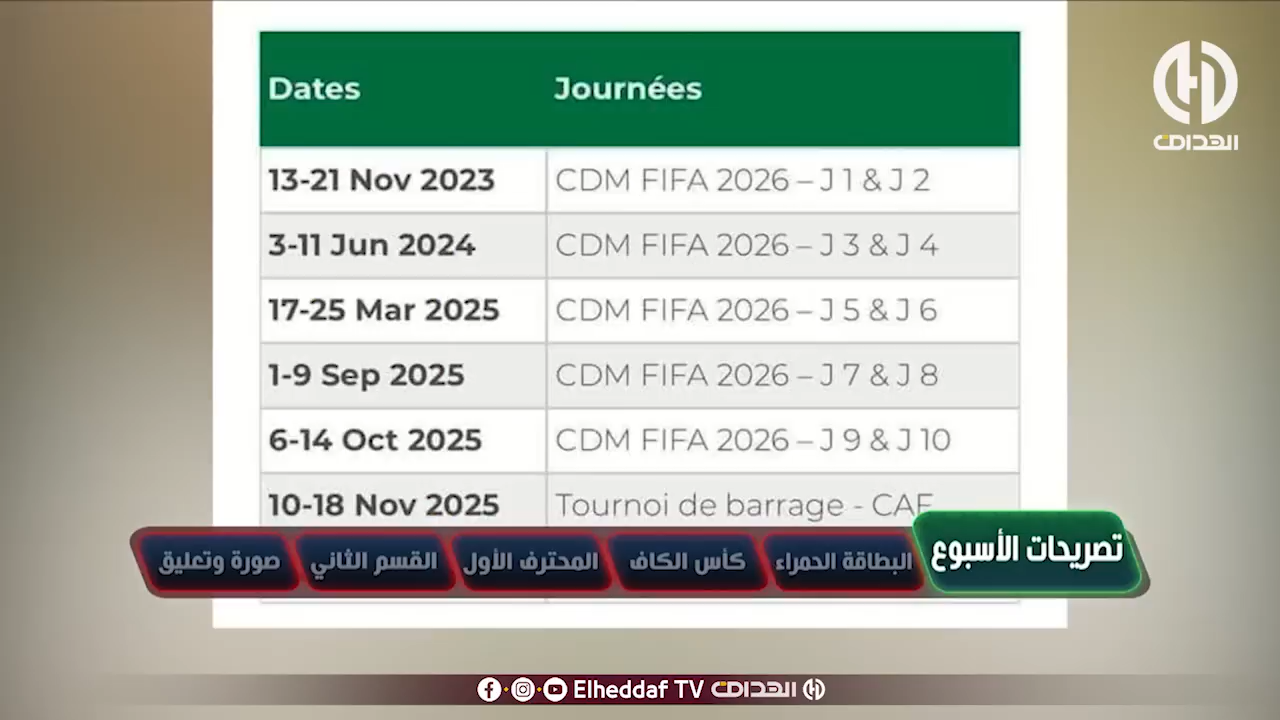 Dates Journées
13-21 Nov 2023 CDM FIFA 2026 – J 1 & J 2
3-11 Jun 2024 CDM FIFA 2026 – J 3 & J 4
17-25 Mar 2025 CDM FIFA 2026 – J 5 & J 6
1-9 Sep 2025 CDM FIFA 2026 – J 7 & J 8
6-14 Oct 2025 CDM FIFA 2026 – J 9 & J 10
10-18 Nov 2025 Tournoi de barrage - CAF
الهداف
تصريحات الأسبوع
البطاقة الحمراء
كأس الكاف
المحترف الأول
القسم الثاني
صورة وتعليق
Elheddaf TV الهداف